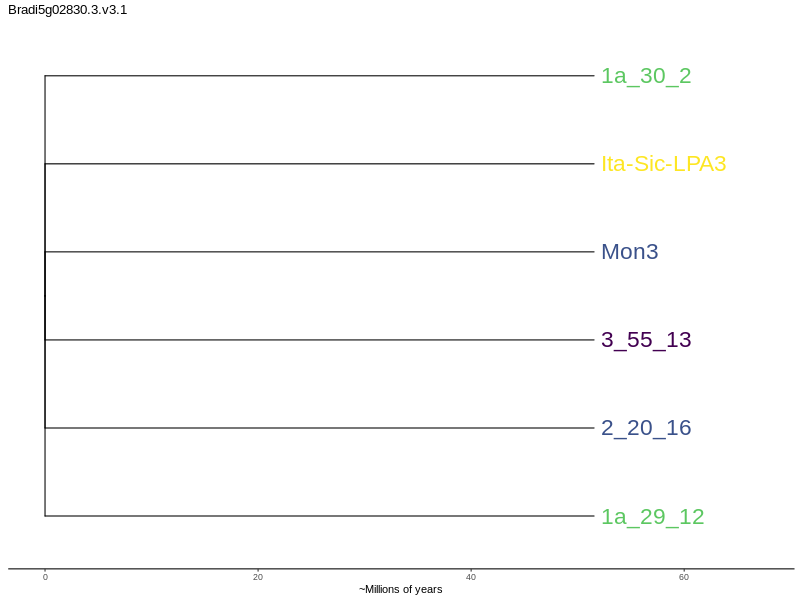 Bradi5g02830.3.v3.1
1a_30_2
Ita-Sic-LPA3
Mon3
3_55_13
2_20_16
1a_29_12
0 20 40 60
~Millions of years